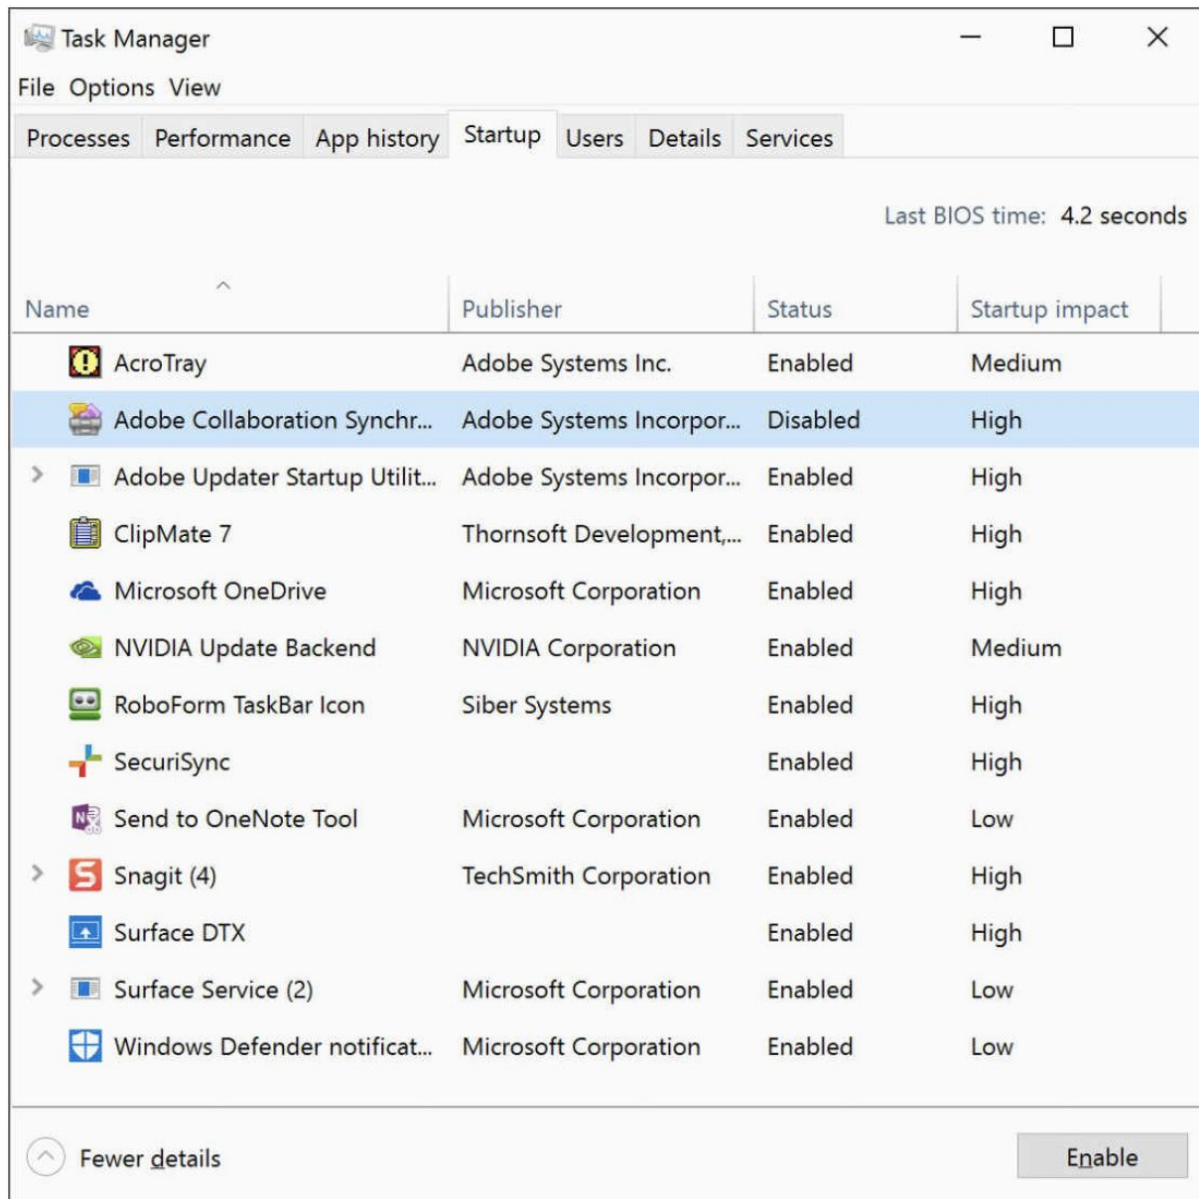 Task Manager
File Options View
Processes Performance App history Startup Users Details Services
Last BIOS time: 4.2 seconds
Name Publisher Status Startup impact
AcroTray Adobe Systems Inc. Enabled Medium
Adobe Collaboration Synchr... Adobe Systems Incorpor... Disabled High
Adobe Updater Startup Utilit... Adobe Systems Incorpor... Enabled High
ClipMate 7 Thornsoft Development,... Enabled High
Microsoft OneDrive Microsoft Corporation Enabled High
NVIDIA Update Backend NVIDIA Corporation Enabled Medium
RoboForm TaskBar Icon Siber Systems Enabled High
SecuriSync Enabled High
Send to OneNote Tool Microsoft Corporation Enabled Low
Snagit (4) TechSmith Corporation Enabled High
Surface DTX Enabled High
Surface Service (2) Microsoft Corporation Enabled Low
Windows Defender notificat... Microsoft Corporation Enabled Low
Fewer details Enable